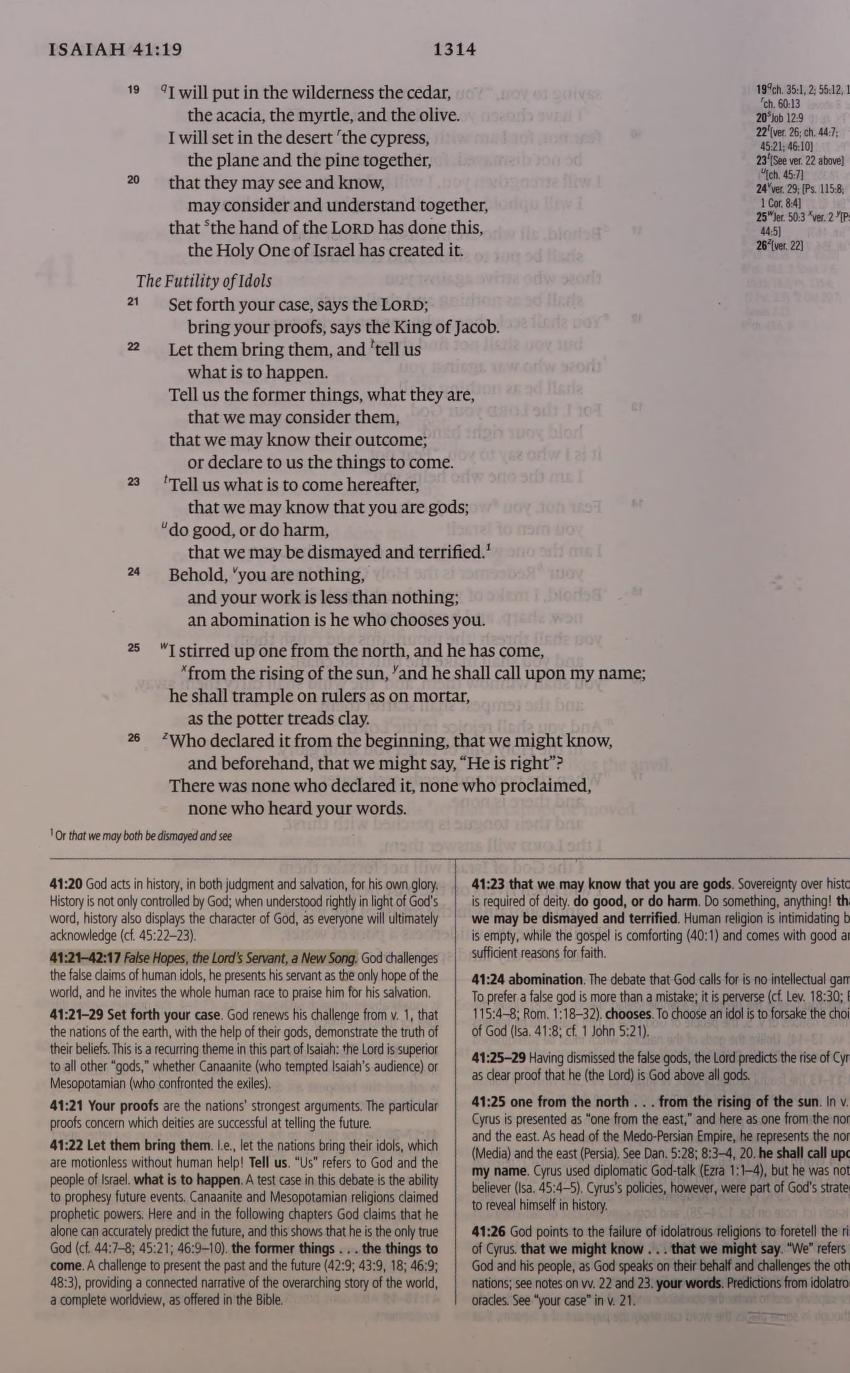 ISAIAH 41:19
1314
19 qI will put in the wilderness the cedar,
the acacia, the myrtle, and the olive.
I will set in the desert rthe cypress,
the plane and the pine together,
20 that they may see and know,
may consider and understand together,
that sthe hand of the LORD has done this,
the Holy One of Israel has created it.
The Futility of Idols
21 Set forth your case, says the LORD;
bring your proofs, says the King of Jacob.
22 Let them bring them, and ttell us
what is to happen.
Tell us the former things, what they are,
that we may consider them,
that we may know their outcome;
or declare to us the things to come.
23 tTell us what is to come hereafter,
that we may know that you are gods;
udo good, or do harm,
that we may be dismayed and terrified.1
24 Behold, vyou are nothing,
and your work is less than nothing;
an abomination is he who chooses you.
25 wI stirred up one from the north, and he has come,
xfrom the rising of the sun, yand he shall call upon my name;
he shall trample on rulers as on mortar,
as the potter treads clay.
26 zWho declared it from the beginning, that we might know,
and beforehand, that we might say, “He is right”?
There was none who declared it, none who proclaimed,
none who heard your words.
19 qch. 35:1, 2; 55:12, 1
rch. 60:13
20 sJob 12:9
22 t[ver. 26; ch. 44:7;
45:21; 46:10]
23 t[See ver. 22 above]
u[ch. 45:7]
24 vver. 29; [Ps. 115:8;
1 Cor. 8:4]
25 wJer. 50:3 xver. 2 y[P
44:5]
26 z[ver. 22]
1 Or that we may both be dismayed and see
41:20 God acts in history, in both judgment and salvation, for his own glory.
History is not only controlled by God; when understood rightly in light of God's
word, history also displays the character of God, as everyone will ultimately
acknowledge (cf. 45:22–23).
41:21–42:17 False Hopes, the Lord's Servant, a New Song. God challenges
the false claims of human idols, he presents his servant as the only hope of the
world, and he invites the whole human race to praise him for his salvation.
41:21–29 Set forth your case. God renews his challenge from v. 1, that
the nations of the earth, with the help of their gods, demonstrate the truth of
their beliefs. This is a recurring theme in this part of Isaiah: the Lord is superior
to all other “gods,” whether Canaanite (who tempted Isaiah's audience) or
Mesopotamian (who confronted the exiles).
41:21 Your proofs are the nations' strongest arguments. The particular
proofs concern which deities are successful at telling the future.
41:22 Let them bring them. I.e., let the nations bring their idols, which
are motionless without human help! Tell us. “Us” refers to God and the
people of Israel. what is to happen. A test case in this debate is the ability
to prophesy future events. Canaanite and Mesopotamian religions claimed
prophetic powers. Here and in the following chapters God claims that he
alone can accurately predict the future, and this shows that he is the only true
God (cf. 44:7–8; 45:21; 46:9–10). the former things . . . the things to
come. A challenge to present the past and the future (42:9; 43:9, 18; 46:9;
48:3), providing a connected narrative of the overarching story of the world,
a complete worldview, as offered in the Bible.
41:23 that we may know that you are gods. Sovereignty over histo
is required of deity. do good, or do harm. Do something, anything! th
we may be dismayed and terrified. Human religion is intimidating b
is empty, while the gospel is comforting (40:1) and comes with good a
sufficient reasons for faith.
41:24 abomination. The debate that God calls for is no intellectual gam
To prefer a false god is more than a mistake; it is perverse (cf. Lev. 18:30;
115:4–8; Rom. 1:18–32). chooses. To choose an idol is to forsake the choi
of God (Isa. 41:8; cf. 1 John 5:21).
41:25–29 Having dismissed the false gods, the Lord predicts the rise of Cyr
as clear proof that he (the Lord) is God above all gods.
41:25 one from the north . . . from the rising of the sun. In v.
Cyrus is presented as “one from the east,” and here as one from the nor
and the east. As head of the Medo-Persian Empire, he represents the nor
(Media) and the east (Persia). See Dan. 5:28; 8:3–4, 20. he shall call upo
my name. Cyrus used diplomatic God-talk (Ezra 1:1–4), but he was not
believer (Isa. 45:4–5). Cyrus's policies, however, were part of God's strate
to reveal himself in history.
41:26 God points to the failure of idolatrous religions to foretell the ri
of Cyrus. that we might know . . . that we might say. “We” refers
God and his people, as God speaks on their behalf and challenges the oth
nations; see notes on vv. 22 and 23. your words. Predictions from idolatro
oracles. See “your case” in v. 21.